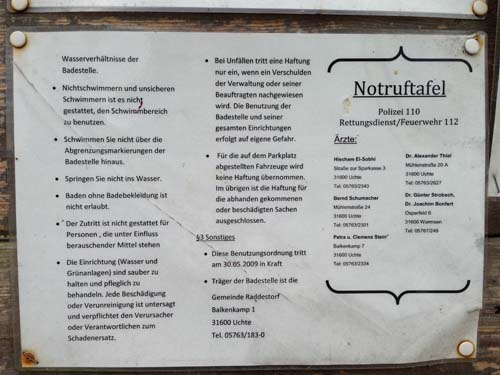 Wasserverhältnisse der
Badestelle.
• Nichtschwimmern und unsicheren
Schwimmern ist es nicht
gestattet, den Schwimmbereich
zu benutzen.
• Schwimmen Sie nicht über die
Abgrenzungsmarkierungen der
Badestelle hinaus.
• Springen Sie nicht ins Wasser.
• Baden ohne Badebekleidung ist
nicht erlaubt.
• Der Zutritt ist nicht gestattet für
Personen , die unter Einfluss
berauschender Mittel stehen
• Die Einrichtung (Wasser und
Grünanlagen) sind sauber zu
halten und pfleglich zu
behandeln. Jede Beschädigung
oder Verunreinigung ist untersagt
und verpflichtet den Verursacher
oder Verantwortlichen zum
Schadenersatz.
• Bei Unfällen tritt eine Haftung
nur ein, wenn ein Verschulden
der Verwaltung oder seiner
Beauftragten nachgewiesen
wird. Die Benutzung der
Badestelle und seiner
gesamten Einrichtungen
erfolgt auf eigene Gefahr.
• Für die auf dem Parkplatz
abgestellten Fahrzeuge wird
keine Haftung übernommen.
Im übrigen ist die Haftung für
die abhanden gekommenen
oder beschädigten Sachen
ausgeschlossen.
§3 Sonstiges
• Diese Benutzungsordnung tritt
am 30.05.2009 in Kraft
• Träger der Badestelle ist die
Gemeinde Raddestorf
Balkenkamp 1
31600 Uchte
Tel. 05763/183-0
Notruftafel
Polizei 110
Rettungsdienst/Feuerwehr 112
Ärzte:
Hischam El-Sobhi
Straße zur Sparkasse 3
31600 Uchte
Tel: 05763/2343
Bernd Schumacher
Mühlenstraße 24
31600 Uchte
Tel: 05763/2301
Petra u. Clemens Stein
Balkenkamp 7
31600 Uchte
Tel: 05763/2334
Dr. Alexander Thiel
Mühlenstraße 20 A
31600 Uchte
Tel: 05763/2627
Dr. Günter Strobach,
Dr. Joachim Bonfert
Osperfeld 6
31606 Warmsen
Tel: 05767/249